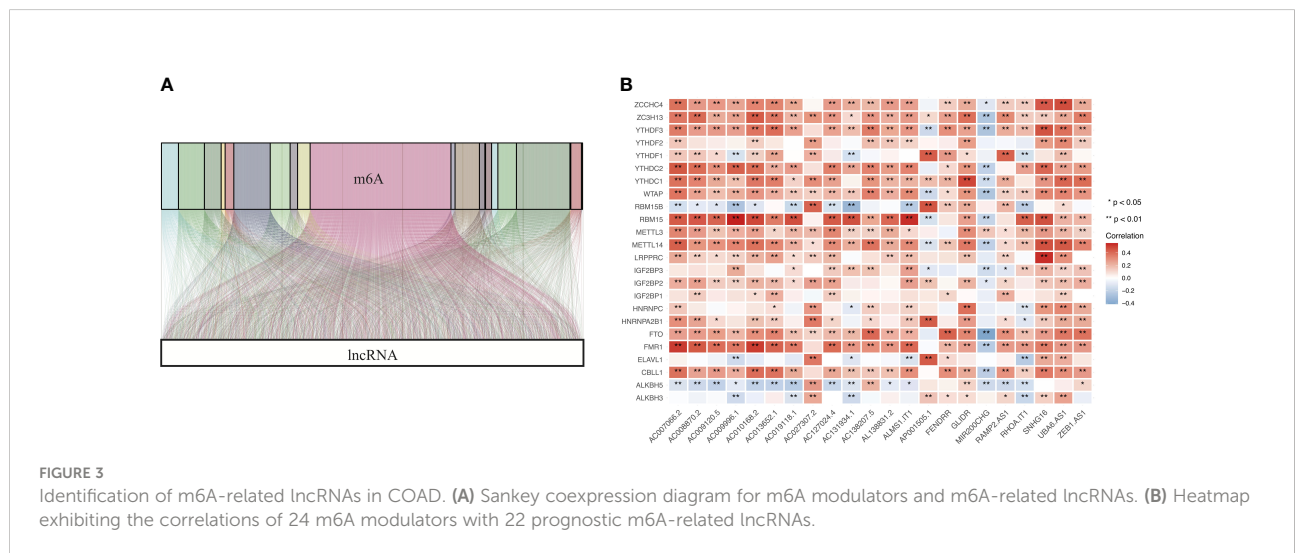 A
B
m6A
lncRNA
ZCCHC4
ZC3H13
YTHDF3
YTHDF2
YTHDF1
YTHDC2
YTHDC1
WTAP
RBM15B
RBM15
METTL3
METTL14
LRPPRC
IGF2BP3
IGF2BP2
IGF2BP1
HNRNPC
HNRNPA2B1
FTO
FMR1
ELAVL1
CBLL1
ALKBH5
ALKBH3
AC007066.2
AC008870.2
AC009120.5
AC009996.1
AC010168.2
AC013652.1
AC019118.1
AC027307.2
AC127024.4
AC131934.1
AC138207.5
AL138831.2
ALMS1.IT1
AP001505.1
FENDRR
GLIDR
MIR200CHG
RAMP2.AS1
RHOA.IT1
SNHG16
UBA6.AS1
ZEB1.AS1
* p < 0.05
** p < 0.01
Correlation
0.4
0.2
0.0
−0.2
−0.4
FIGURE 3
Identification of m6A-related lncRNAs in COAD. (A) Sankey coexpression diagram for m6A modulators and m6A-related lncRNAs. (B) Heatmap
exhibiting the correlations of 24 m6A modulators with 22 prognostic m6A-related lncRNAs.